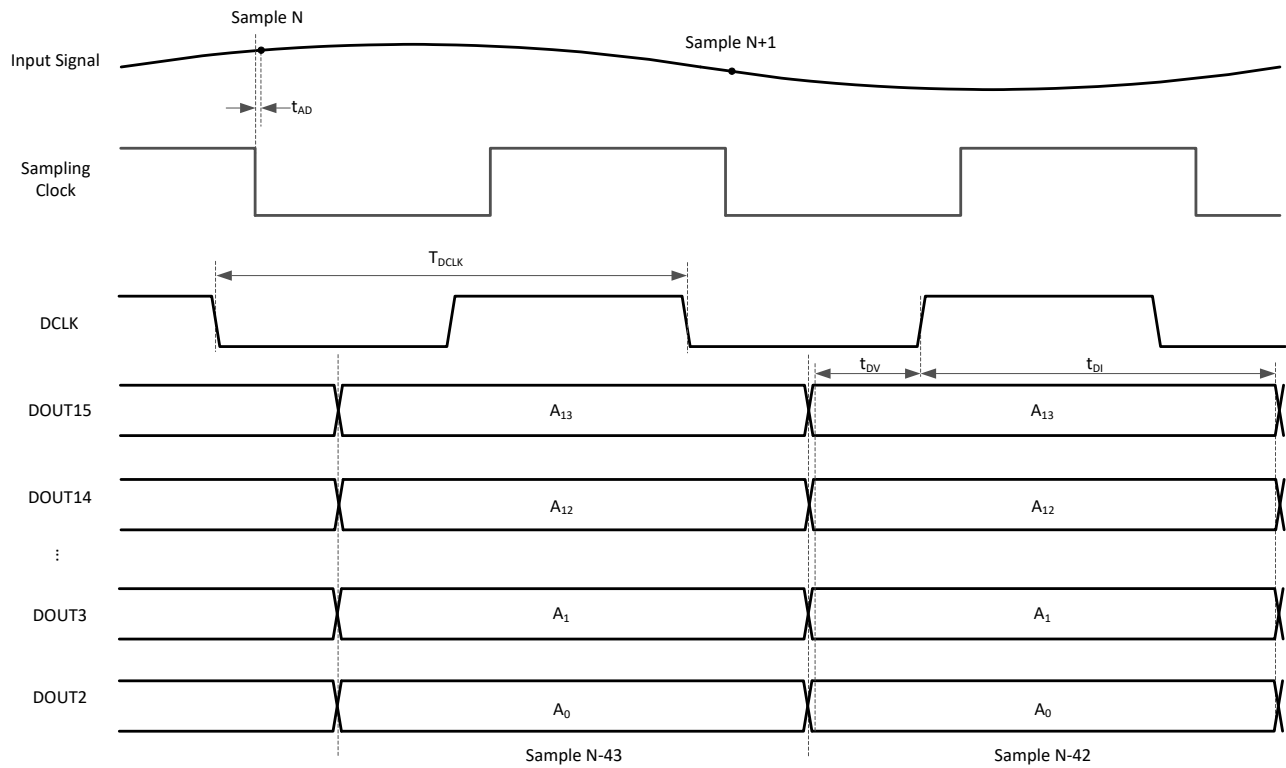 Sample N
Sample N+1
Input Signal
tAD
Sampling
Clock
TDCLK
DCLK
tDV
tDI
DOUT15
A13
A13
DOUT14
A12
A12
⋮
DOUT3
A1
A1
DOUT2
A0
A0
Sample N-43
Sample N-42